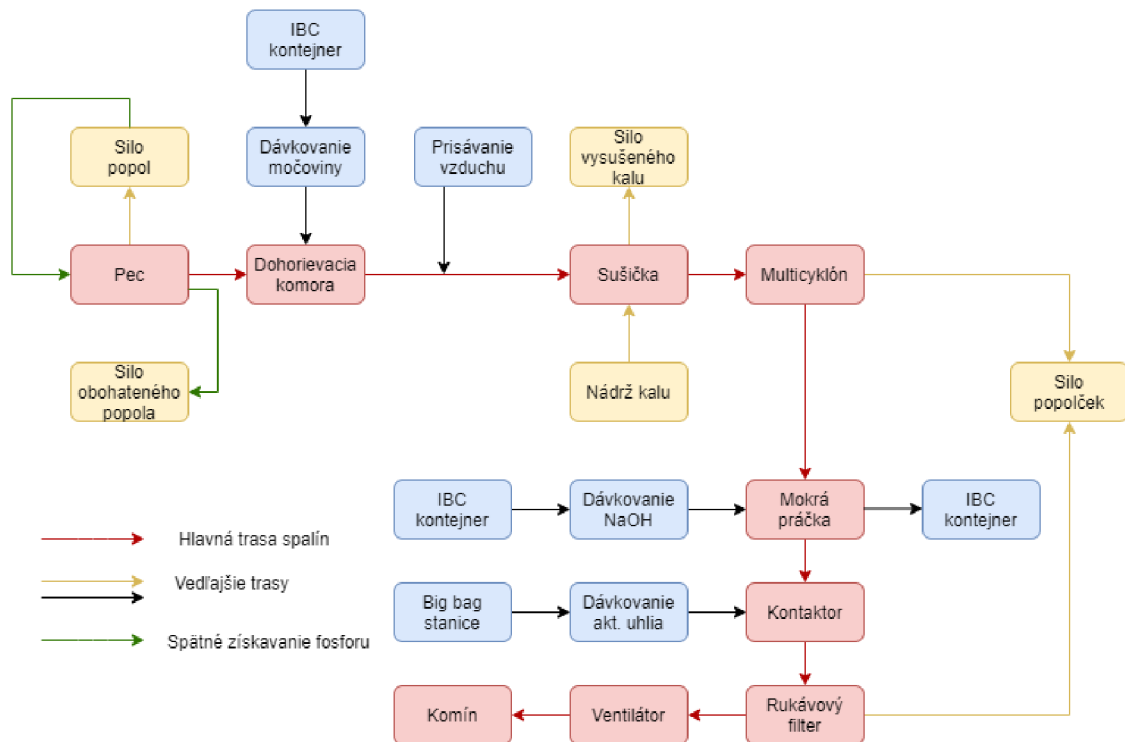 IBC
kontejner
Silo
popol
Dávkovanie
močoviny
Prisávanie
vzduchu
Silo
vysušeného
kalu
Pec
Dohorievacia
komora
Sušička
Multicyklón
Silo
obohateného
popola
Nádrž kalu
Silo
popolček
IBC
kontejner
Dávkovanie
NaOH
Mokrá
práčka
IBC
kontejner
Hlavná trasa spalín
Vedľajšie trasy
Spätné získavanie fosforu
Big bag
stanice
Dávkovanie
akt. uhlia
Kontaktor
Komín
Ventilátor
Rukávový
filter